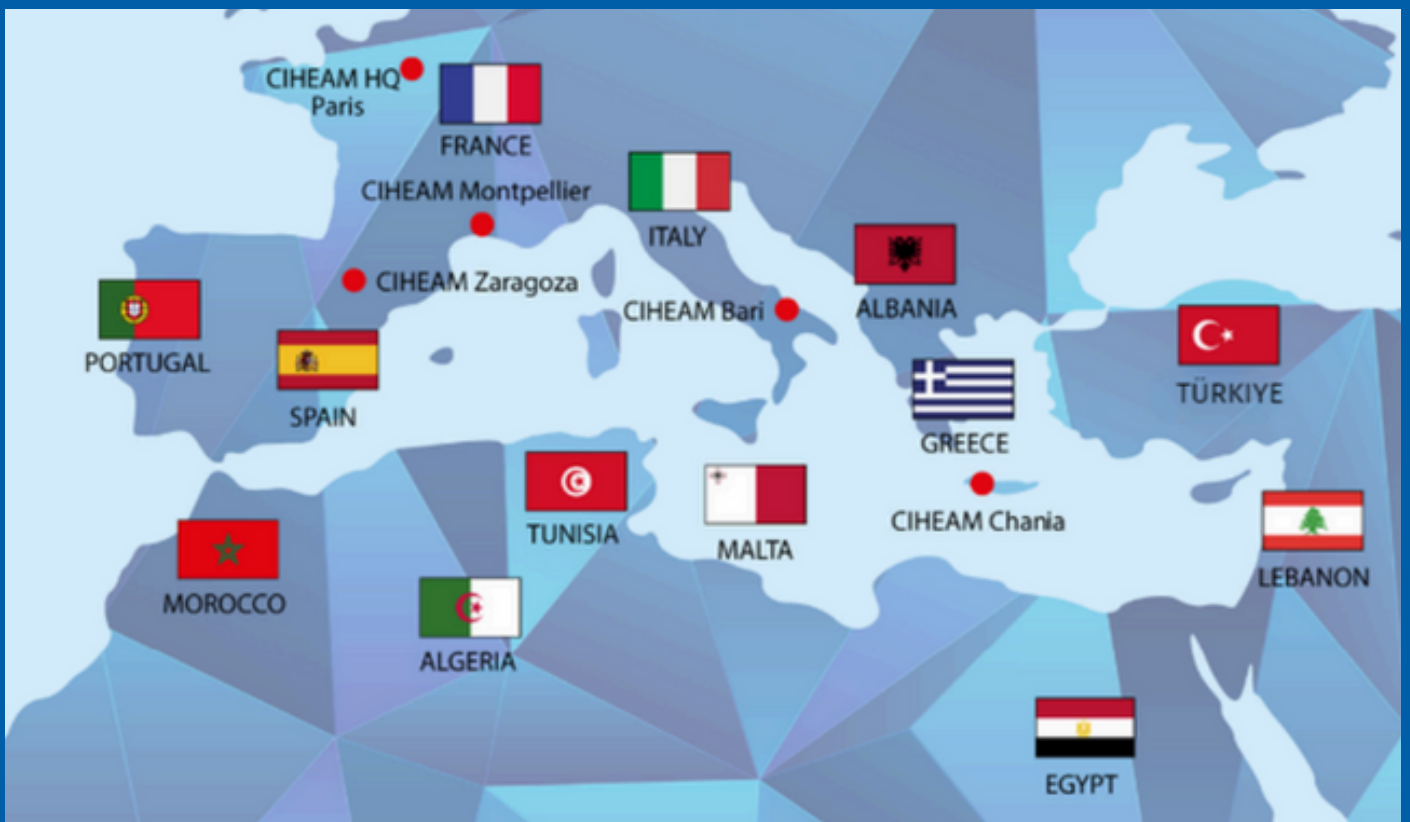 CIHEAM HQ
Paris
FRANCE
CIHEAM Montpellier
ITALY
CIHEAM Zaragoza
CIHEAM Bari
ALBANIA
PORTUGAL
SPAIN
TÜRKIYE
GREECE
CIHEAM Chania
TUNISIA
MALTA
LEBANON
MOROCCO
ALGERIA
EGYPT